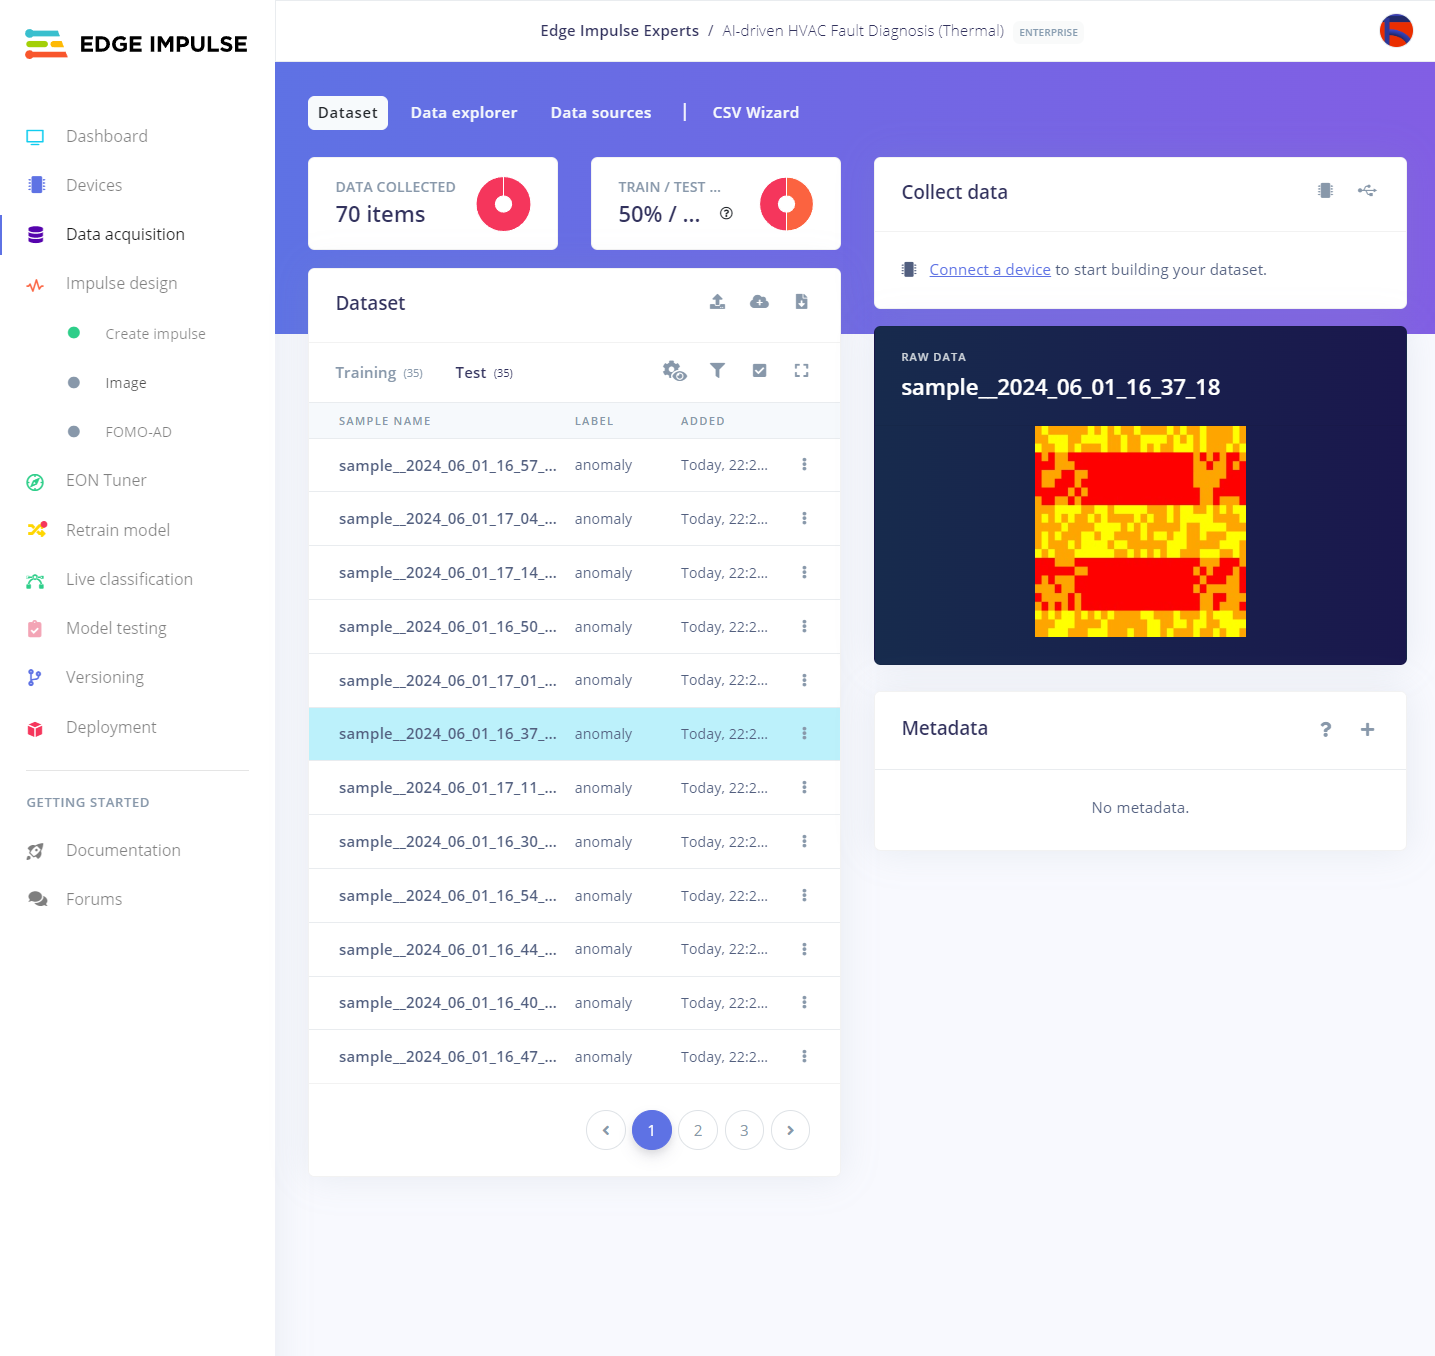 EDGE IMPULSE
Edge Impulse Experts / AI-driven HVAC Fault Diagnosis (Thermal) ENTERPRISE
Dashboard
Devices
Data acquisition
Impulse design
Create impulse
Image
FOMO-AD
EON Tuner
Retrain model
Live classification
Model testing
Versioning
Deployment
GETTING STARTED
Documentation
Forums
Dataset Data explorer Data sources | CSV Wizard
DATA COLLECTED
70 items
TRAIN / TEST ...
50% / ...
Dataset
Training (35) Test (35)
SAMPLE NAME LABEL ADDED
sample__2024_06_01_16_57_... anomaly Today, 22:2...
sample__2024_06_01_17_04_... anomaly Today, 22:2...
sample__2024_06_01_17_14_... anomaly Today, 22:2...
sample__2024_06_01_16_50_... anomaly Today, 22:2...
sample__2024_06_01_17_01_... anomaly Today, 22:2...
sample__2024_06_01_16_37_... anomaly Today, 22:2...
sample__2024_06_01_17_11_... anomaly Today, 22:2...
sample__2024_06_01_16_30_... anomaly Today, 22:2...
sample__2024_06_01_16_54_... anomaly Today, 22:2...
sample__2024_06_01_16_44_... anomaly Today, 22:2...
sample__2024_06_01_16_40_... anomaly Today, 22:2...
sample__2024_06_01_16_47_... anomaly Today, 22:2...
1 2 3
Collect data
Connect a device to start building your dataset.
RAW DATA
sample__2024_06_01_16_37_18
Metadata
No metadata.